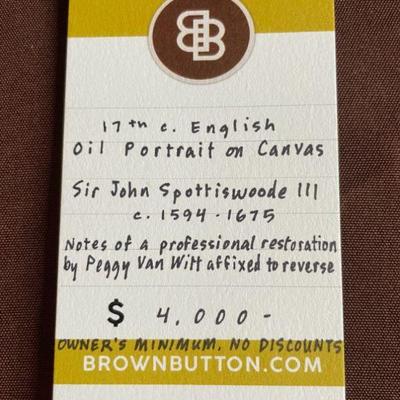 BB
17th c. English
Oil Portrait on Canvas
Sir John Spottiswoode III
c. 1594-1675
Notes of a professional restoration
by Peggy Van Witt affixed to reverse
$ 4,000-
OWNER'S MINIMUM. NO DISCOUNTS
BROWNBUTTON.COM